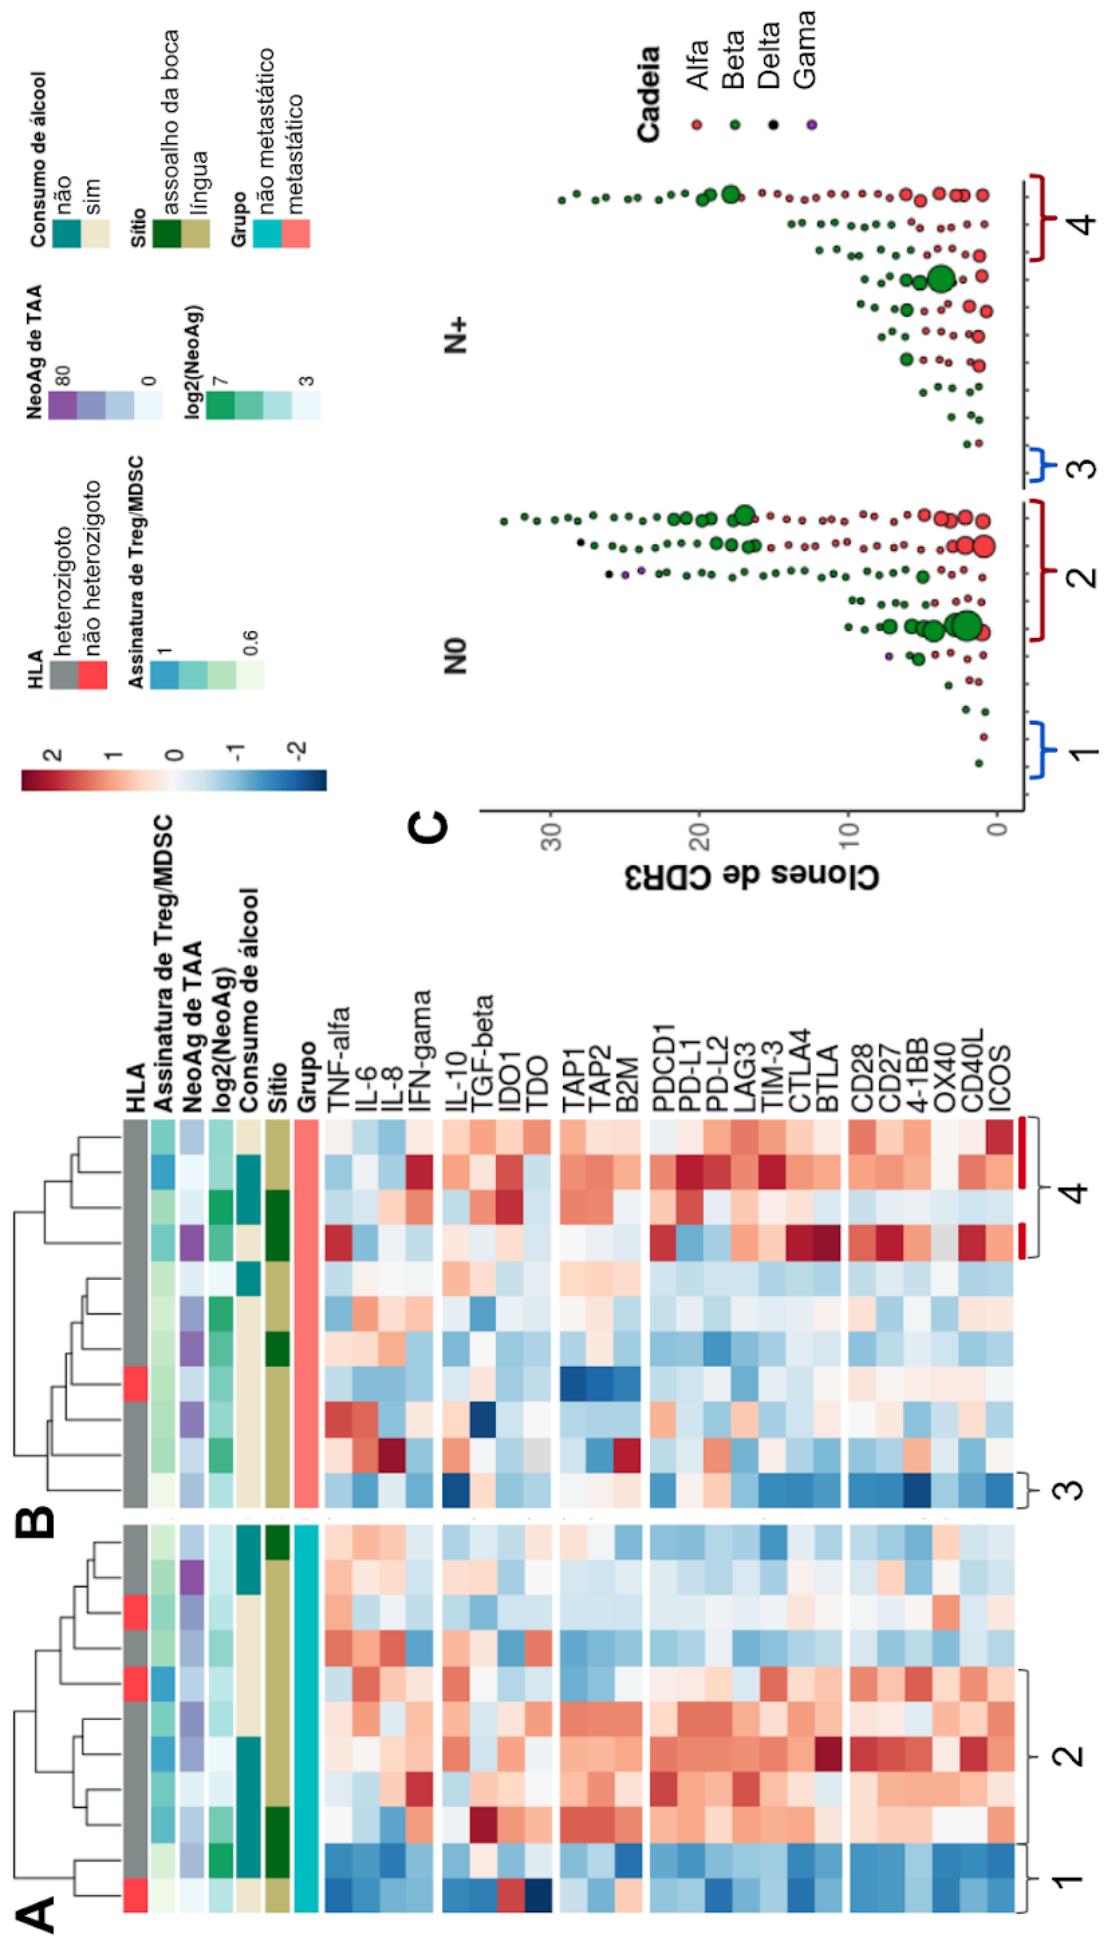 A
B
HLA
Assinatura de Treg/MDSC
NeoAg de TAA
log2(NeoAg)
Consumo de álcool
Sítio
Grupo
TNF-alfa
IL-6
IL-8
IFN-gama
IL-10
TGF-beta
IDO1
TDO
TAP1
TAP2
B2M
PDCD1
PD-L1
PD-L2
LAG3
TIM-3
CTLA4
BTLA
CD28
CD27
4-1BB
OX40
CD40L
ICOS
1
2
3
4
2
1
0
-1
-2
HLA
heterozigoto
não heterozigoto
Assinatura de Treg/MDSC
1
0.6
NeoAg de TAA
80
0
log2(NeoAg)
7
3
Consumo de álcool
não
sim
Sítio
assoalho da boca
língua
Grupo
não metastático
metastático
C
N0
N+
Clones de CDR3
30
20
10
0
1
2
3
4
Cadeia
Alfa
Beta
Delta
Gama